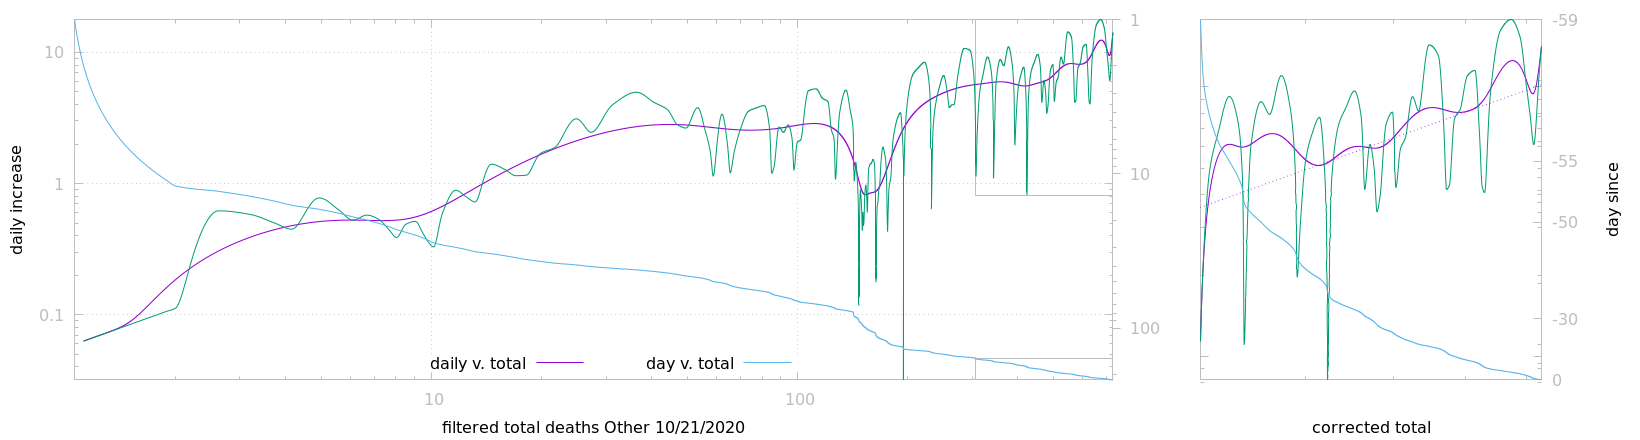 daily increase
10
1
0.1
daily v. total
day v. total
10
100
filtered total deaths Other 10/21/2020
1
10
100
-59
-55
-50
-30
0
day since
corrected total